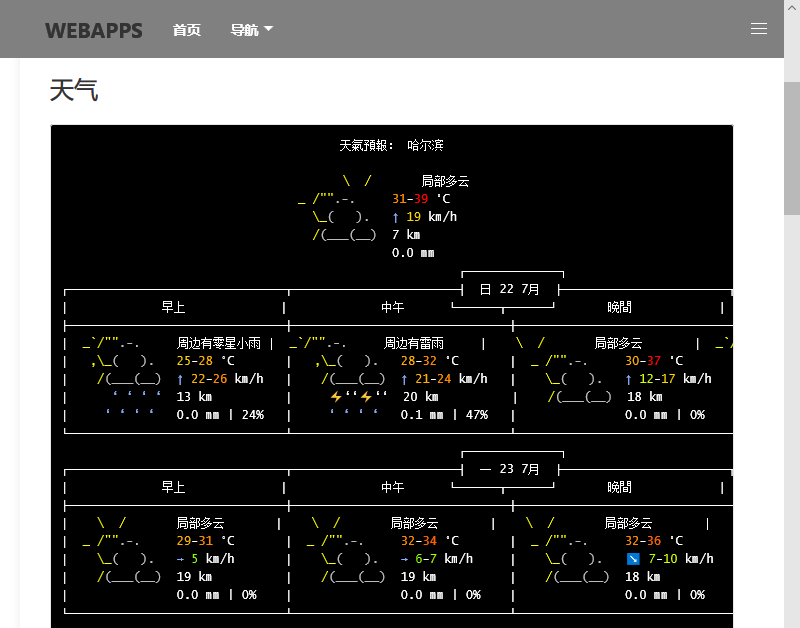 WEBAPPS 首页 导航
天气
天氣預報： 哈尔滨
局部多云
31-39 °C
↑ 19 km/h
7 km
0.0 mm
日 22 7月
早上 中午 晚間
周边有零星小雨 | 周边有雷雨 | 局部多云 |
25-28 °C | 28-32 °C | 30-37 °C
↑ 22-26 km/h | ↑ 21-24 km/h | ↑ 12-17 km/h
13 km | 20 km | 18 km
0.0 mm | 24% | 0.1 mm | 47% | 0.0 mm | 0%
一 23 7月
早上 中午 晚間
局部多云 | 局部多云 | 局部多云 |
29-31 °C | 32-34 °C | 32-36 °C
→ 5 km/h | → 6-7 km/h | ↘ 7-10 km/h
19 km | 19 km | 18 km
0.0 mm | 0% | 0.0 mm | 0% | 0.0 mm | 0%